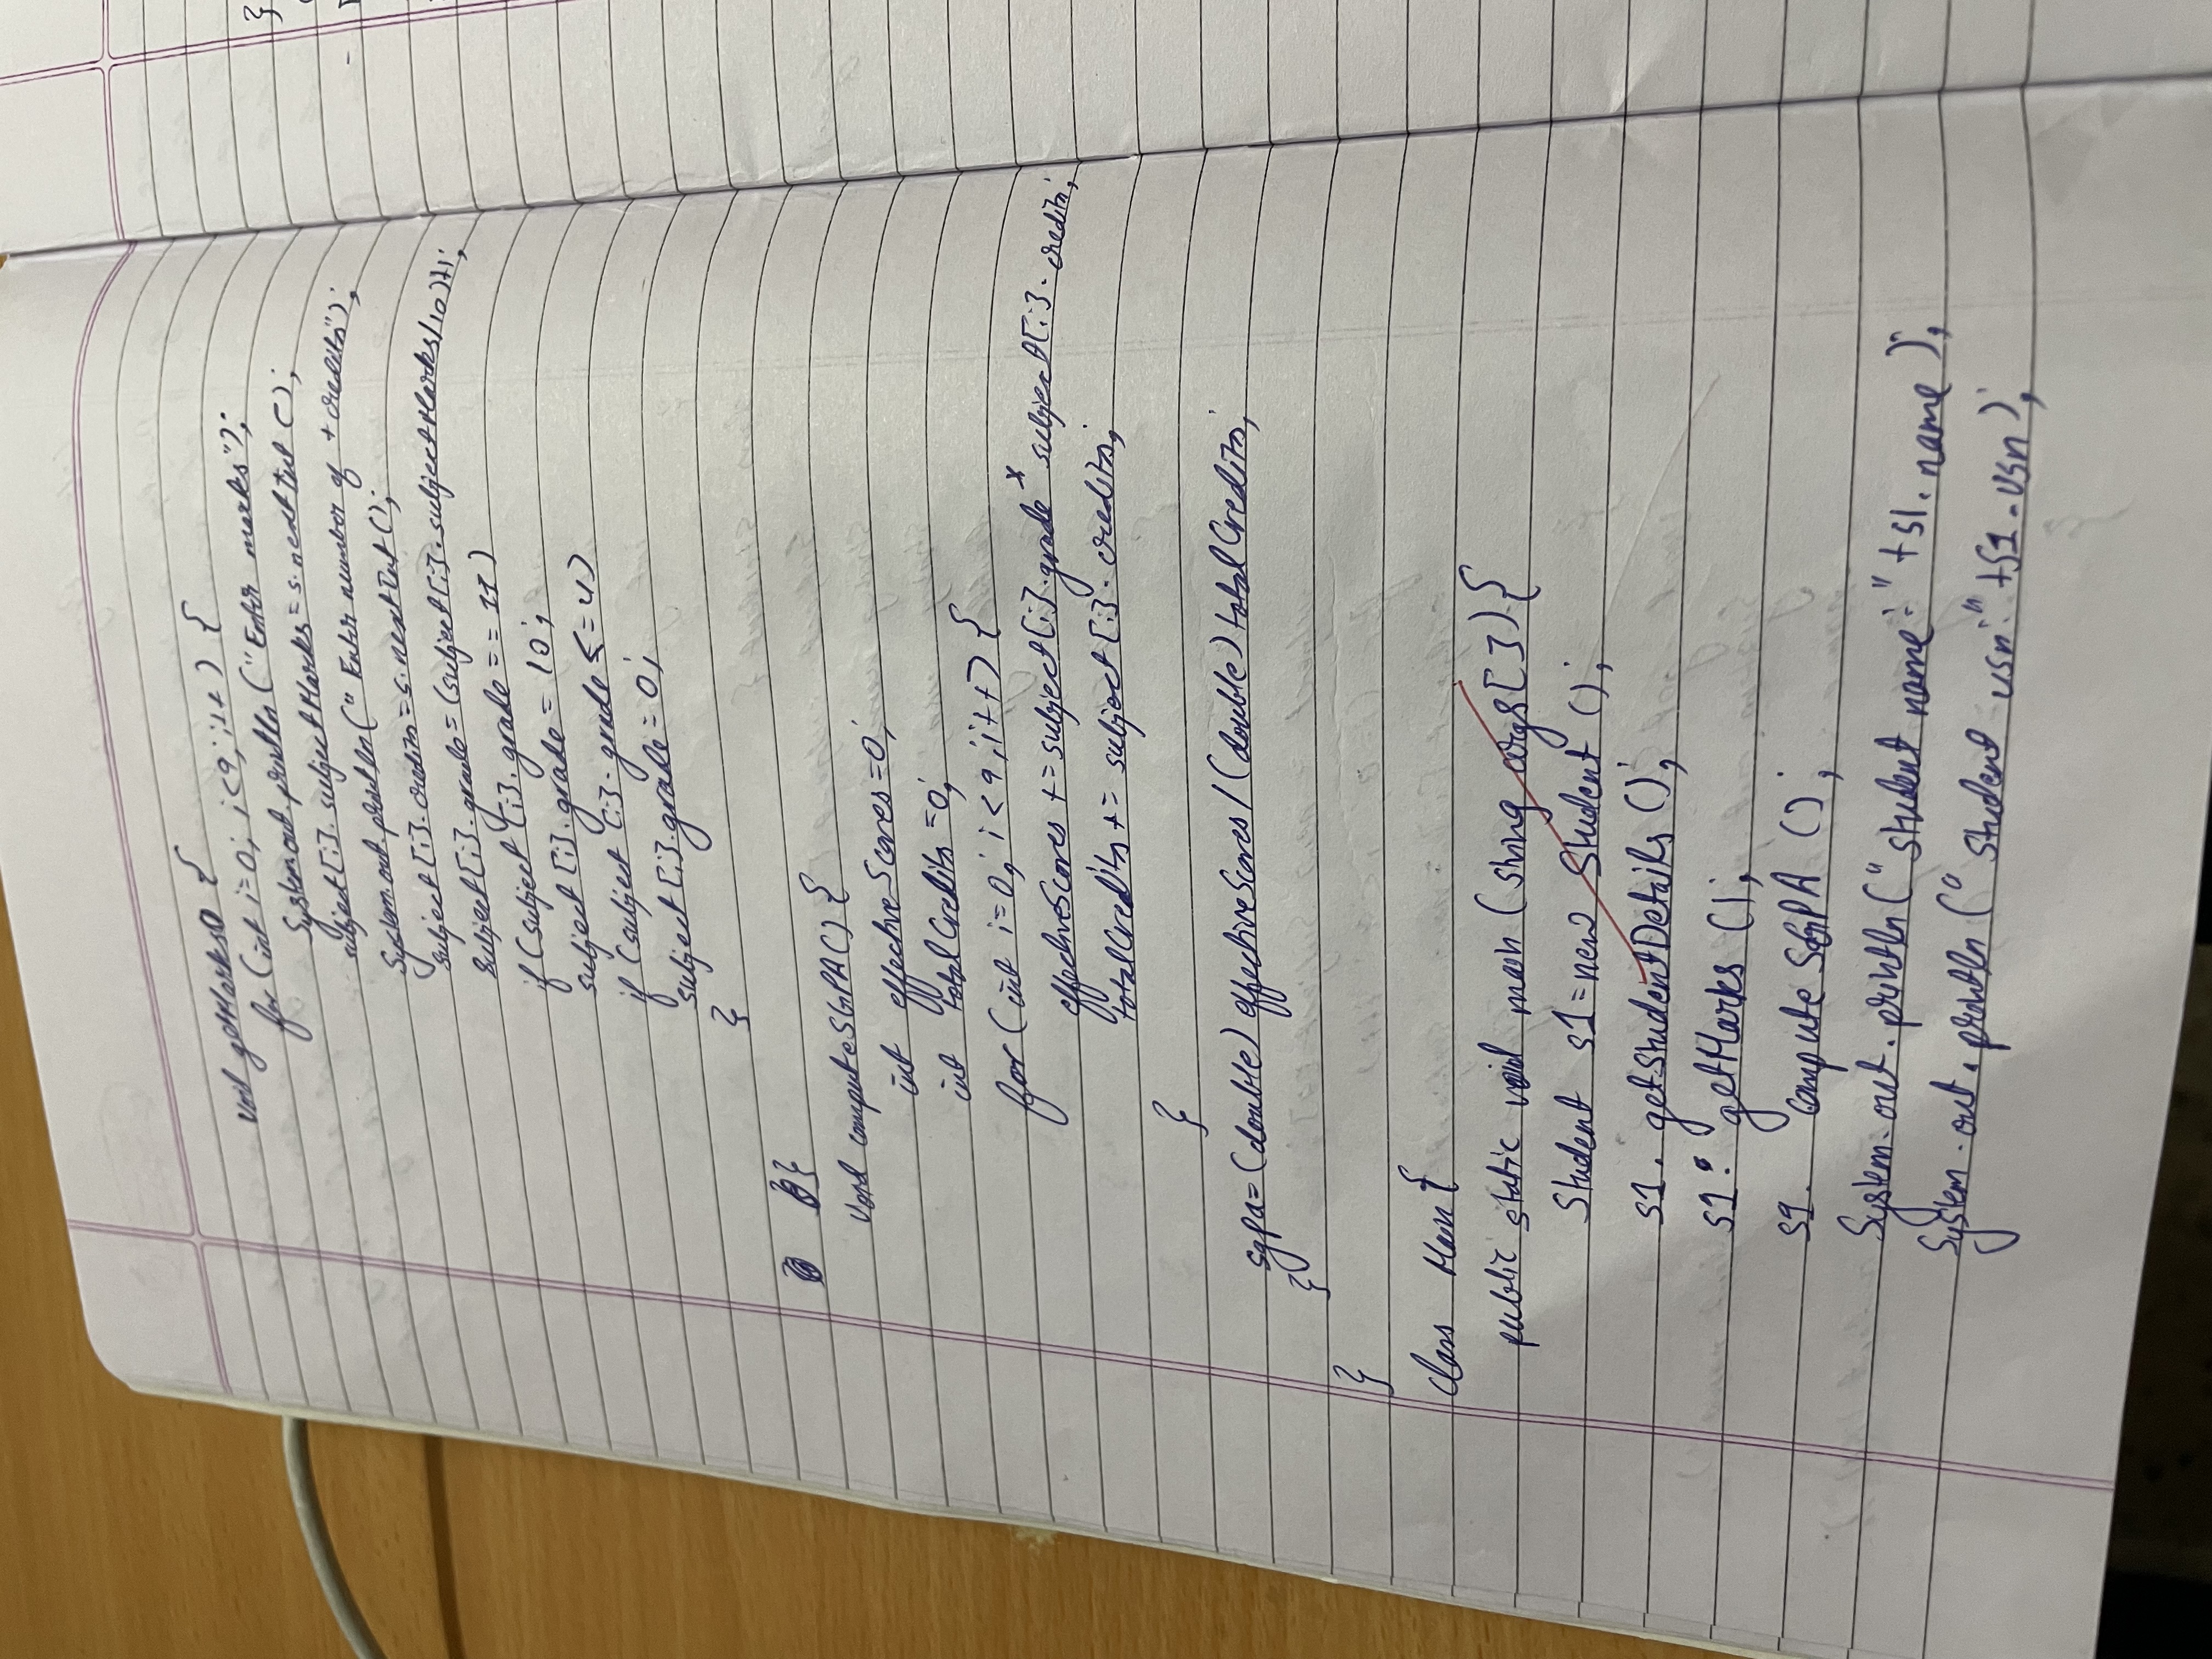 void getMarks() {
for (int i=0; i<9; i++) {
System.out.println ("Enter marks");
subject[i].subjectMarks = s.nextInt ();
System.out.println (" Enter number of + credits");
subject[i].credits = s.nextInt ();
subject[i].grade = (subject[i].subjectMarks/10)+1;
if (subject [i].grade == 11)
subject [i].grade = 10;
if (subject [i].grade <= 4)
subject [i].grade = 0;
}
}
void computeSGPA() {
int effectiveScores=0;
int totalCredits=0;
for (int i=0; i<9; i++) {
effectiveScores += subject[i].grade * subject[i].credits;
totalCredits += subject [i].credits;
}
sgpa=(double) effectiveScores / (double) totalCredits;
}
}
class Main {
public static void main (String args[ ]) {
Student s1=new Student ();
s1. getStudentDetails ();
s1. getMarks ();
s1. compute SGPA ();
System.out.println ("student name:" +s1.name );
System.out.println (" Student usn:" +s1.usn );
}